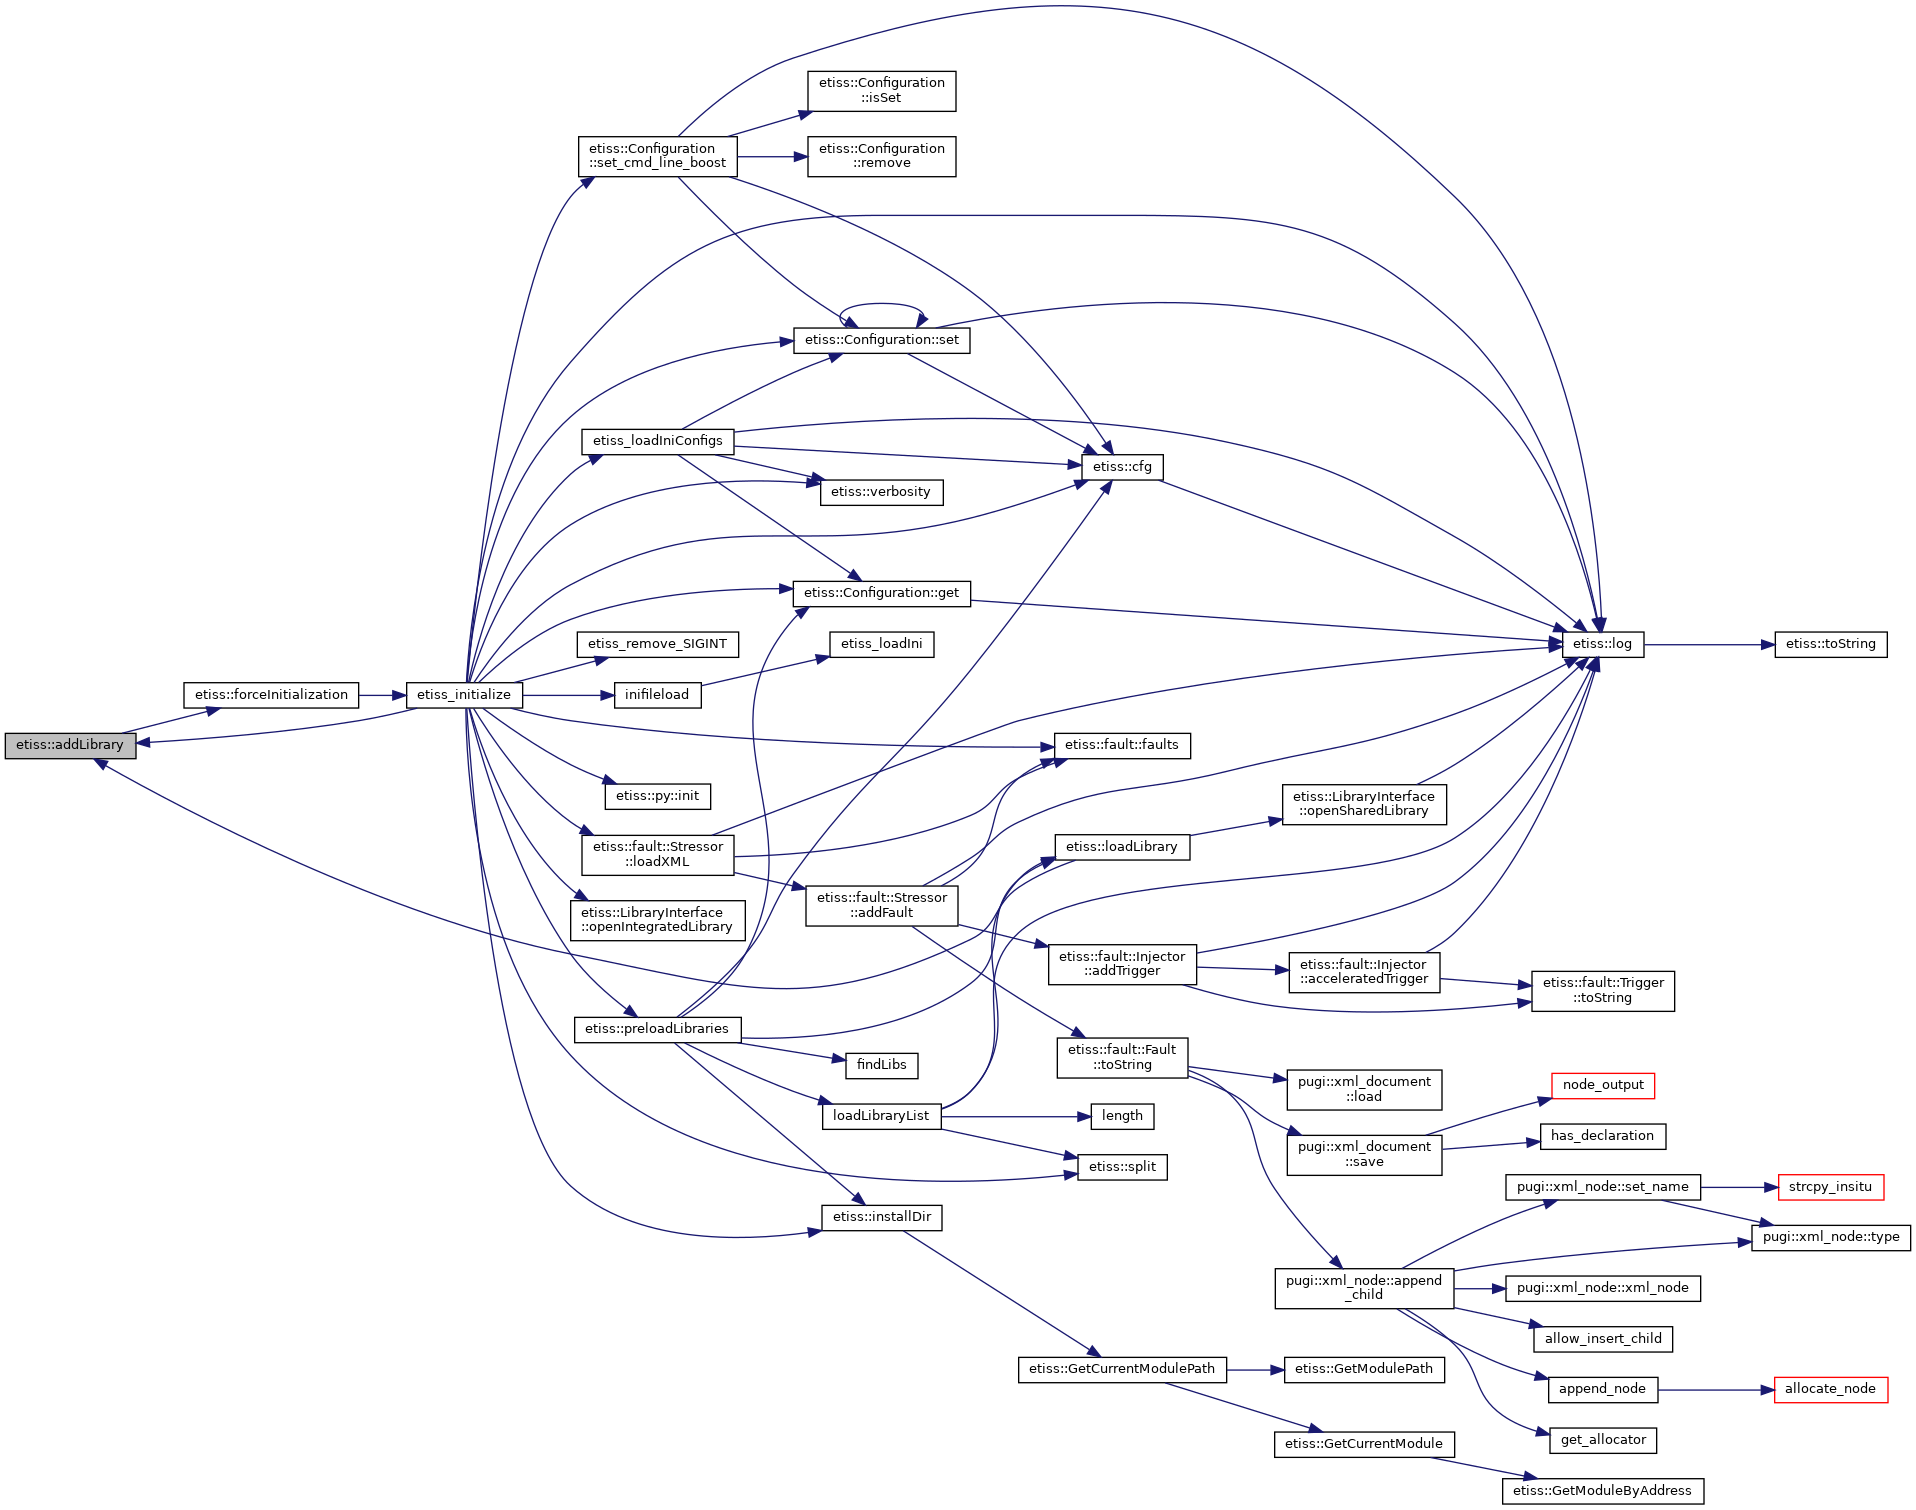 etiss::addLibrary
etiss::forceInitialization
etiss_initialize
etiss::Configuration
::set_cmd_line_boost
etiss::Configuration
::isSet
etiss::Configuration
::remove
etiss::Configuration::set
etiss_loadIniConfigs
etiss::cfg
etiss::verbosity
etiss::Configuration::get
etiss_remove_SIGINT
etiss_loadIni
etiss::log
etiss::toString
inifileload
etiss::fault::faults
etiss::py::init
etiss::LibraryInterface
::openSharedLibrary
etiss::fault::Stressor
::loadXML
etiss::loadLibrary
etiss::fault::Stressor
::addFault
etiss::LibraryInterface
::openIntegratedLibrary
etiss::fault::Injector
::addTrigger
etiss::fault::Injector
::acceleratedTrigger
etiss::fault::Trigger
::toString
etiss::preloadLibraries
findLibs
etiss::fault::Fault
::toString
pugi::xml_document
::load
node_output
loadLibraryList
length
has_declaration
pugi::xml_document
::save
etiss::split
pugi::xml_node::set_name
strcpy_insitu
etiss::installDir
pugi::xml_node::type
pugi::xml_node::append
_child
pugi::xml_node::xml_node
allow_insert_child
etiss::GetCurrentModulePath
etiss::GetModulePath
append_node
allocate_node
etiss::GetCurrentModule
get_allocator
etiss::GetModuleByAddress